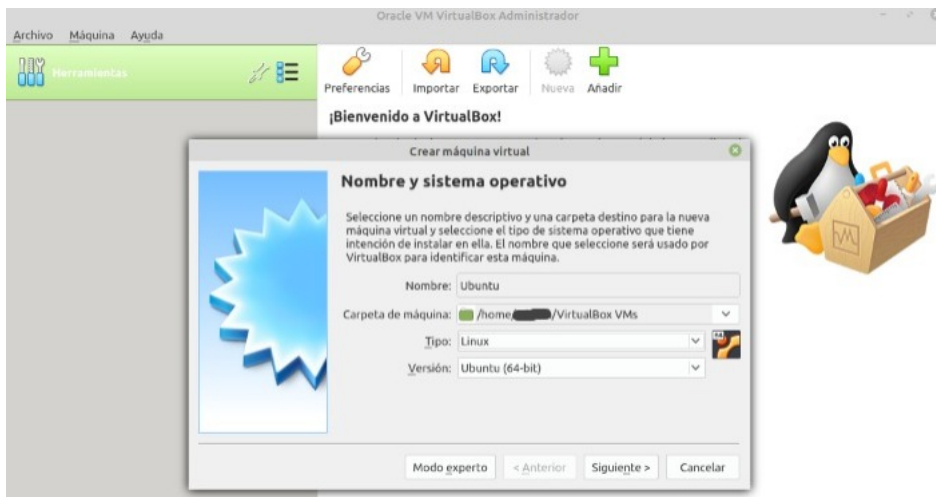 Oracle VM VirtualBox Administrador
Archivo Máquina Ayuda
Herramientas
Preferencias Importar Exportar Nueva Añadir
¡Bienvenido a VirtualBox!
Crear máquina virtual
Nombre y sistema operativo
Seleccione un nombre descriptivo y una carpeta destino para la nueva
máquina virtual y seleccione el tipo de sistema operativo que tiene
intención de instalar en ella. El nombre que seleccione será usado por
VirtualBox para identificar esta máquina.
Nombre: Ubuntu
Carpeta de máquina: /home/ /VirtualBox VMs
Tipo: Linux
64
Versión: Ubuntu (64-bit)
Modo experto < Anterior Siguiente > Cancelar